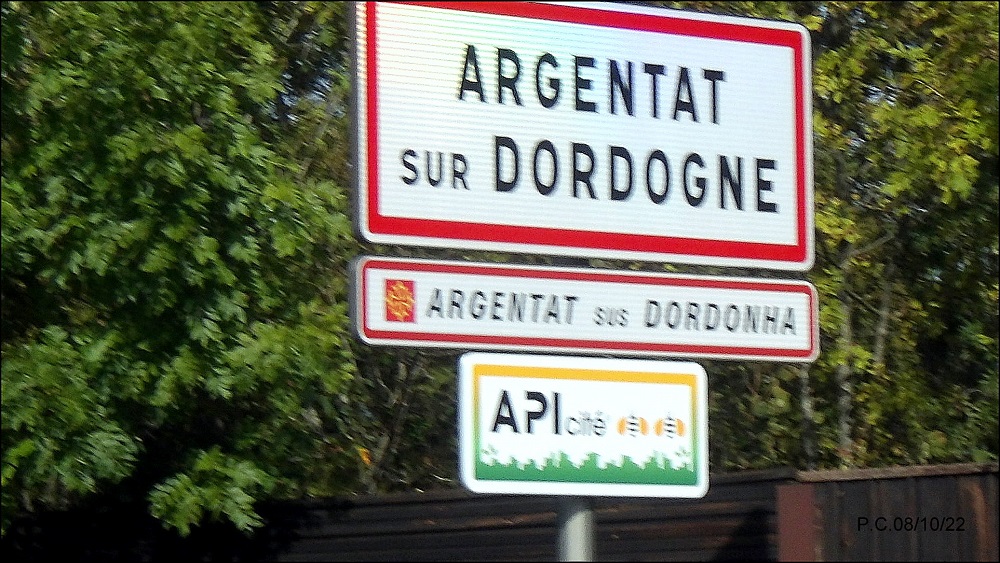 ARGENTAT
SUR DORDOGNE
ARGENTAT sus DORDONHA
APIcité
P.C.08/10/22